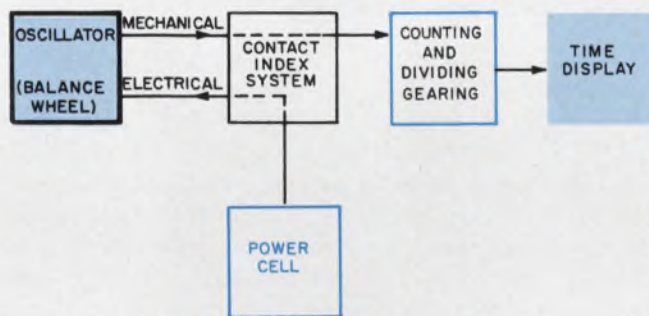 OSCILLATOR
(BALANCE
WHEEL)
MECHANICAL
ELECTRICAL
CONTACT
INDEX
SYSTEM
COUNTING
AND
DIVIDING
GEARING
TIME
DISPLAY
POWER
CELL